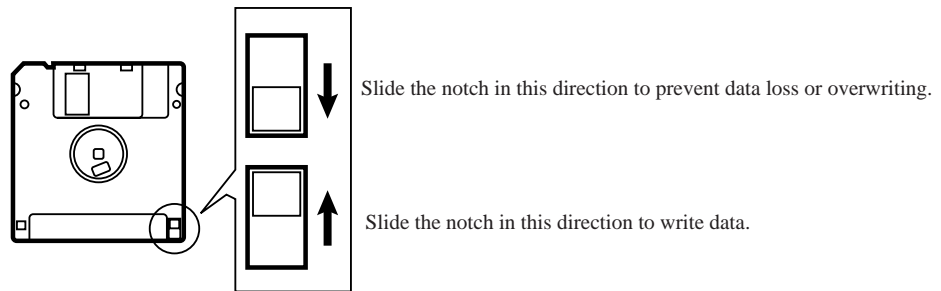 Slide the notch in this direction to prevent data loss or overwriting.
Slide the notch in this direction to write data.